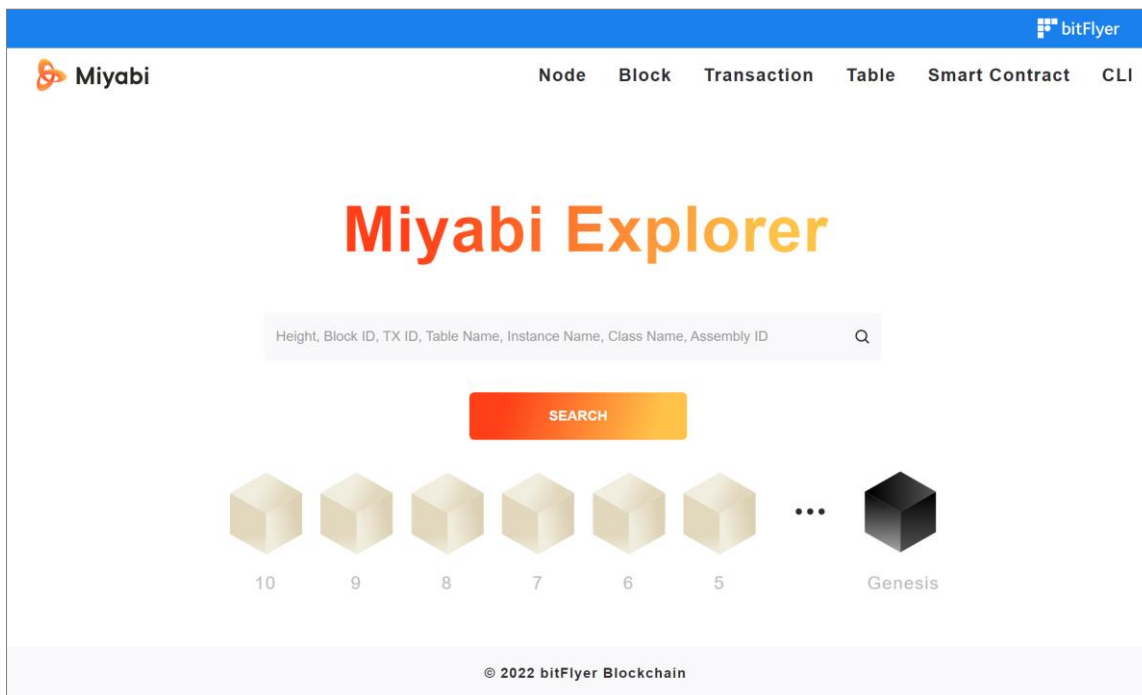 bitFlyer
Miyabi Node Block Transaction Table Smart Contract CLI
Miyabi Explorer
Height, Block ID, TX ID, Table Name, Instance Name, Class Name, Assembly ID
SEARCH
•••
10 9 8 7 6 5 Genesis
© 2022 bitFlyer Blockchain